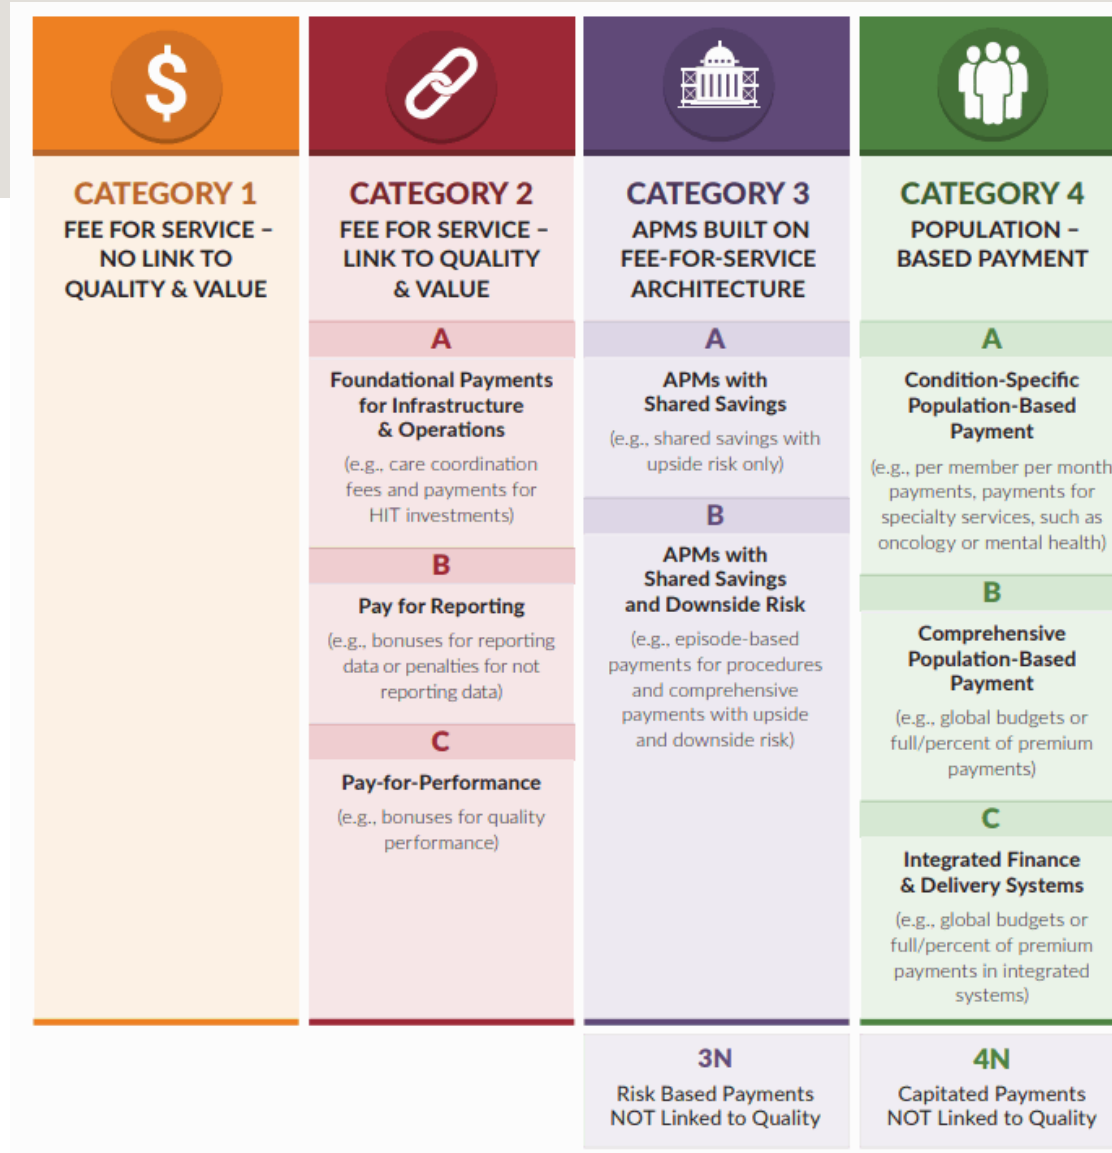 $
CATEGORY 1
FEE FOR SERVICE –
NO LINK TO
QUALITY & VALUE
CATEGORY 2
FEE FOR SERVICE –
LINK TO QUALITY
& VALUE
A
Foundational Payments
for Infrastructure
& Operations
(e.g., care coordination
fees and payments for
HIT investments)
B
Pay for Reporting
(e.g., bonuses for reporting
data or penalties for not
reporting data)
C
Pay-for-Performance
(e.g., bonuses for quality
performance)
CATEGORY 3
APMS BUILT ON
FEE-FOR-SERVICE
ARCHITECTURE
A
APMs with
Shared Savings
(e.g., shared savings with
upside risk only)
B
APMs with
Shared Savings
and Downside Risk
(e.g., episode-based
payments for procedures
and comprehensive
payments with upside
and downside risk)
3N
Risk Based Payments
NOT Linked to Quality
CATEGORY 4
POPULATION –
BASED PAYMENT
A
Condition-Specific
Population-Based
Payment
(e.g., per member per month
payments, payments for
specialty services, such as
oncology or mental health)
B
Comprehensive
Population-Based
Payment
(e.g., global budgets or
full/percent of premium
payments)
C
Integrated Finance
& Delivery Systems
(e.g., global budgets or
full/percent of premium
payments in integrated
systems)
4N
Capitated Payments
NOT Linked to Quality